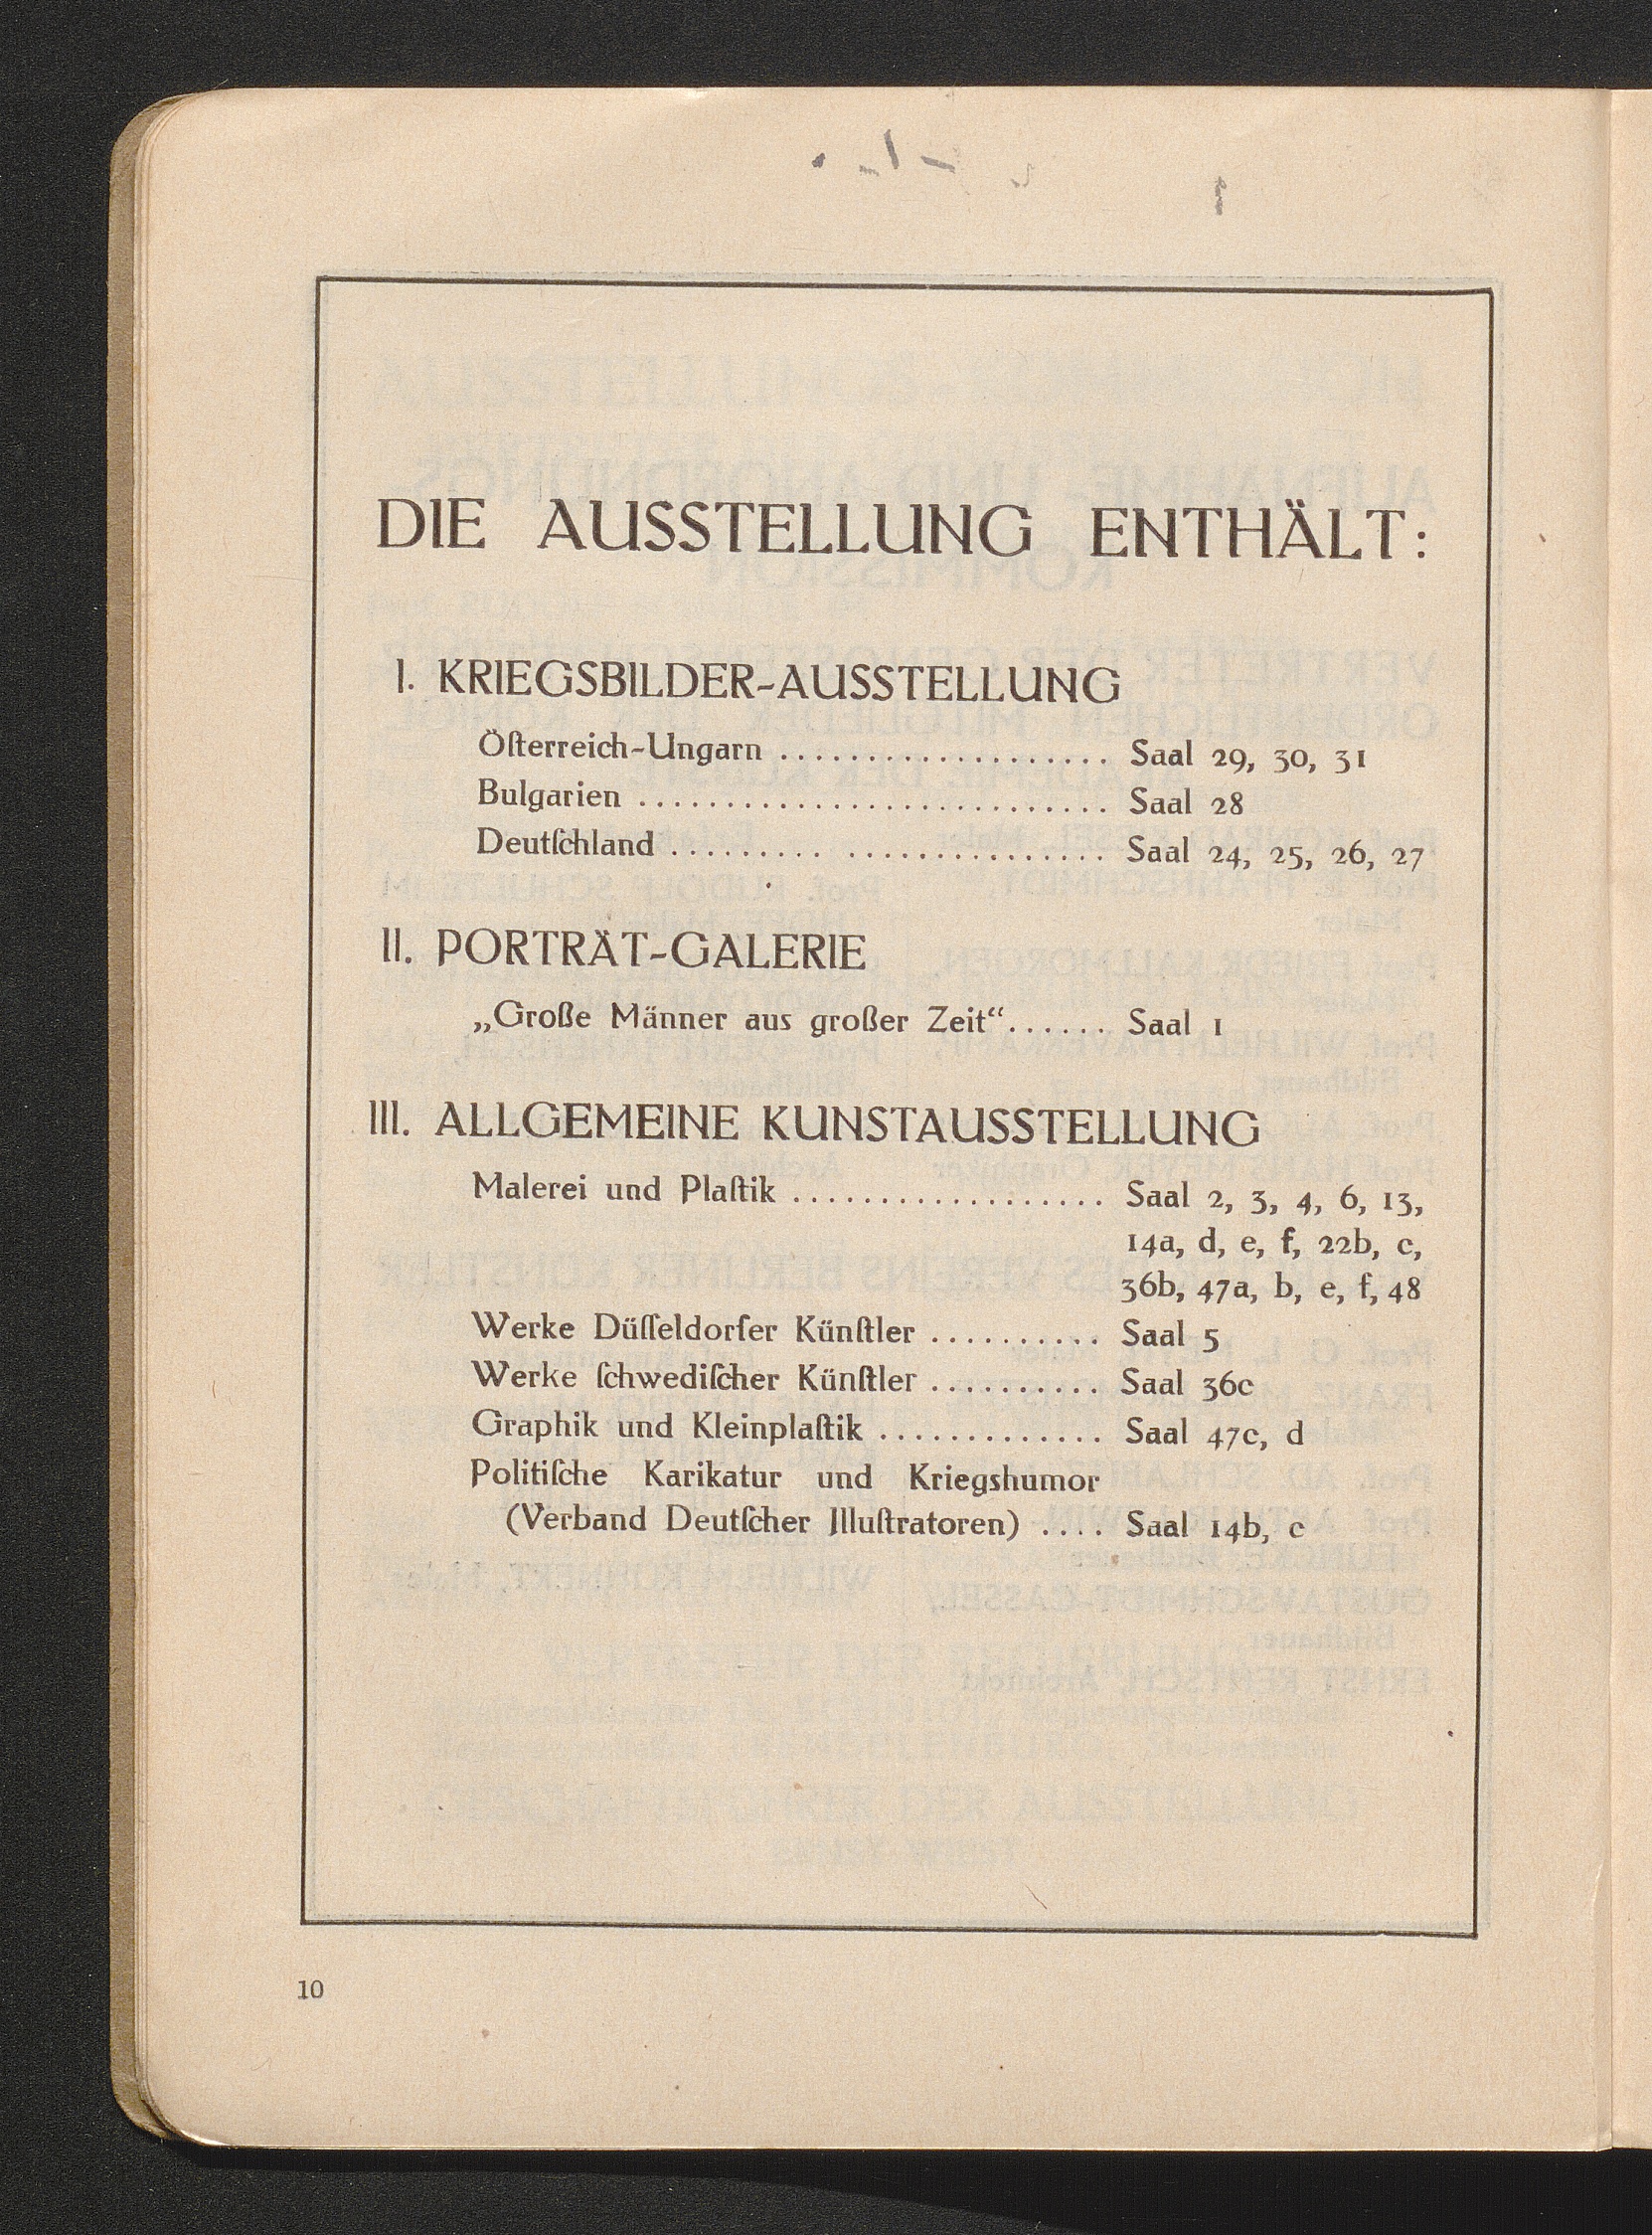 DIE AUSSTELLUNG ENTHÄLT:
I. KRIEGSBILDER-AUSSTELLUNG
Öſterreich-Ungarn ................... Saal 29, 30, 31
Bulgarien ........................... Saal 28
Deutſchland ......... ............... Saal 24, 25, 26, 27
II. PORTRÄT-GALERIE
„Große Männer aus großer Zeit“...... Saal 1
III. ALLGEMEINE KUNSTAUSSTELLUNG
Malerei und Plaſtik .................. Saal 2, 3, 4, 6, 13,
14a, d, e, f, 22b, c,
36b, 47a, b, e, f, 48
Werke Düſſeldorfer Künſtler .......... Saal 5
Werke ſchwediſcher Künſtler .......... Saal 36c
Graphik und Kleinplaſtik ............. Saal 47c, d
Politiſche Karikatur und Kriegshumor
(Verband Deutſcher Illuſtratoren) .... Saal 14b, c
10